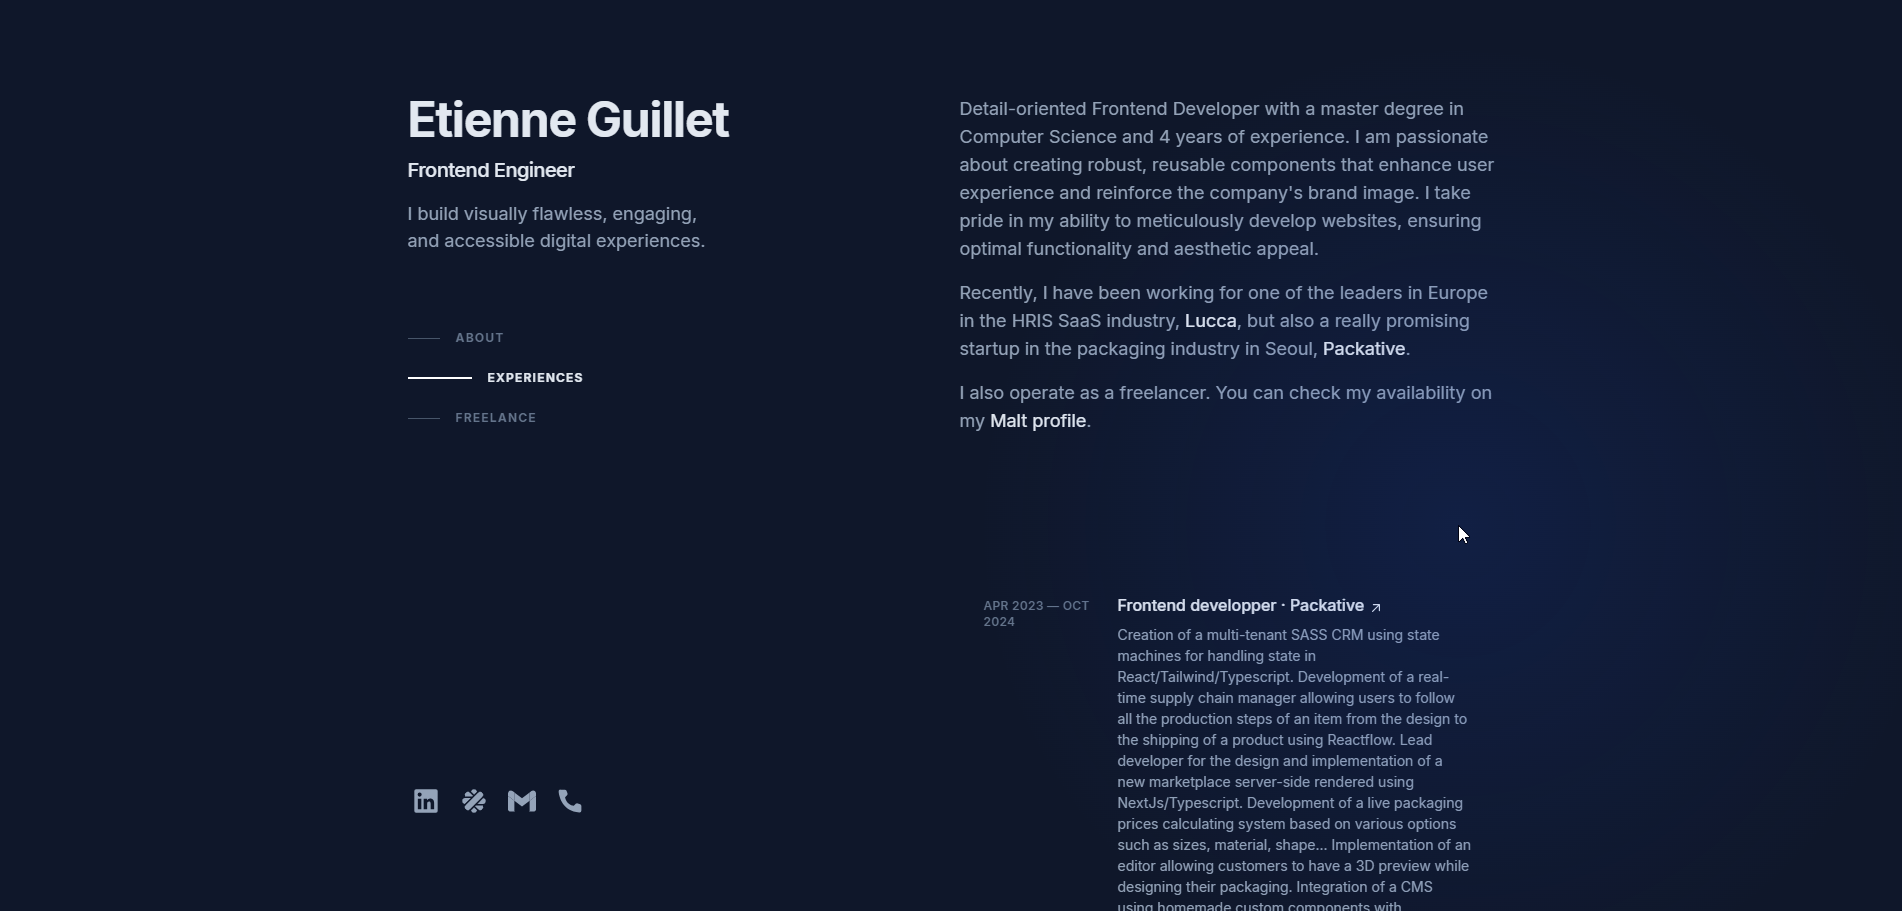 Etienne Guillet
Frontend Engineer
I build visually flawless, engaging,
and accessible digital experiences.
ABOUT
EXPERIENCES
FREELANCE
Detail-oriented Frontend Developer with a master degree in
Computer Science and 4 years of experience. I am passionate
about creating robust, reusable components that enhance user
experience and reinforce the company's brand image. I take
pride in my ability to meticulously develop websites, ensuring
optimal functionality and aesthetic appeal.
Recently, I have been working for one of the leaders in Europe
in the HRIS SaaS industry, Lucca, but also a really promising
startup in the packaging industry in Seoul, Packative.
I also operate as a freelancer. You can check my availability on
my Malt profile.
APR 2023 — OCT
2024
Frontend developper · Packative
Creation of a multi-tenant SASS CRM using state
machines for handling state in
React/Tailwind/Typescript. Development of a real-
time supply chain manager allowing users to follow
all the production steps of an item from the design to
the shipping of a product using Reactflow. Lead
developer for the design and implementation of a
new marketplace server-side rendered using
NextJs/Typescript. Development of a live packaging
prices calculating system based on various options
such as sizes, material, shape... Implementation of an
editor allowing customers to have a 3D preview while
designing their packaging. Integration of a CMS
using homemade custom components with
in